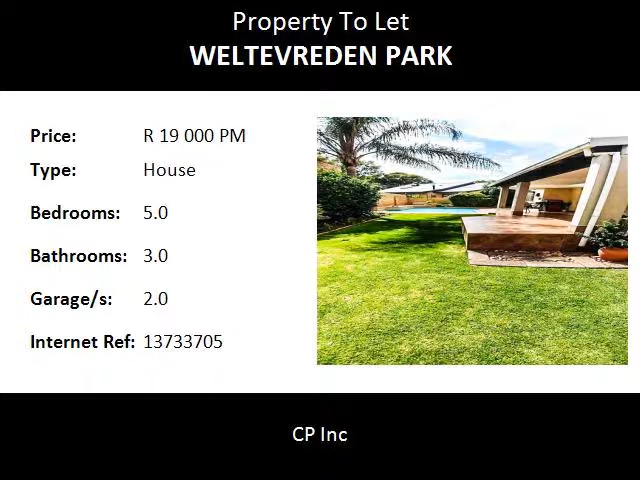 Property To Let
WELTEVREDEN PARK
Price: R 19 000 PM
Type: House
Bedrooms: 5.0
Bathrooms: 3.0
Garage/s: 2.0
Internet Ref: 13733705
CP Inc